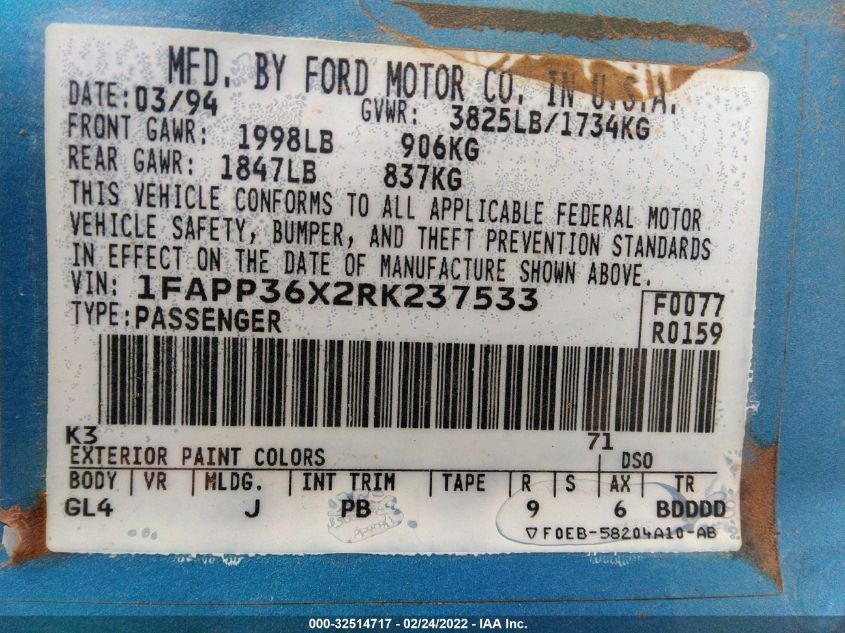 MFD. BY FORD MOTOR CO. IN U.S.A.
DATE: 03/94 GVWR: 3825LB/1734KG
FRONT GAWR: 1998LB 906KG
REAR GAWR: 1847LB 837KG
THIS VEHICLE CONFORMS TO ALL APPLICABLE FEDERAL MOTOR
VEHICLE SAFETY, BUMPER, AND THEFT PREVENTION STANDARDS
IN EFFECT ON THE DATE OF MANUFACTURE SHOWN ABOVE.
VIN: 1FAPP36X2RK237533 F0077
TYPE: PASSENGER R0159
K3 71
EXTERIOR PAINT COLORS DSO
BODY VR MLDG. INT TRIM TAPE R S AX TR
GL4 J PB 9 6 BDDDD
▽F0EB-58204A10-AB
000-32514717 - 02/24/2022 - IAA Inc.